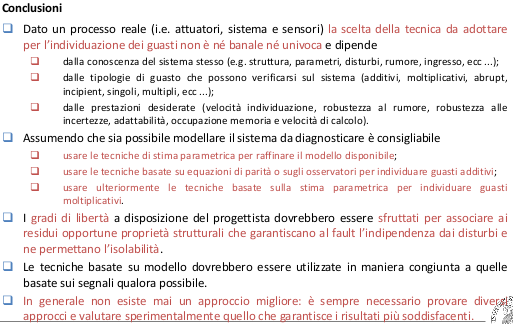 Conclusioni
Dato un processo reale (i.e. attuatori, sistema e sensori) la scelta della tecnica da adottare
per l'individuazione dei guasti non è né banale né univoca e dipende
dalla conoscenza del sistema stesso (e.g. struttura, parametri, disturbi, rumore, ingresso, ecc ...);
dalle tipologie di guasto che possono verificarsi sul sistema (additivi, moltiplicativi, abrupt,
incipient, singoli, multipli, ecc ...);
dalle prestazioni desiderate (velocità individuazione, robustezza al rumore, robustezza alle
incertezze, adattabilità, occupazione memoria e velocità di calcolo).
Assumendo che sia possibile modellare il sistema da diagnosticare è consigliabile
usare le tecniche di stima parametrica per raffinare il modello disponibile;
usare le tecniche basate su equazioni di parità o sugli osservatori per individuare guasti additivi;
usare ulteriormente le tecniche basate sulla stima parametrica per individuare guasti
moltiplicativi.
I gradi di libertà a disposizione del progettista dovrebbero essere sfruttati per associare ai
residui opportune proprietà strutturali che garantiscano al fault l'indipendenza dai disturbi e
ne permettano l'isolabilità.
Le tecniche basate su modello dovrebbero essere utilizzate in maniera congiunta a quelle
basate sui segnali qualora possibile.
In generale non esiste mai un approccio migliore: è sempre necessario provare diversi
approcci e valutare sperimentalmente quello che garantisce i risultati più soddisfacenti.